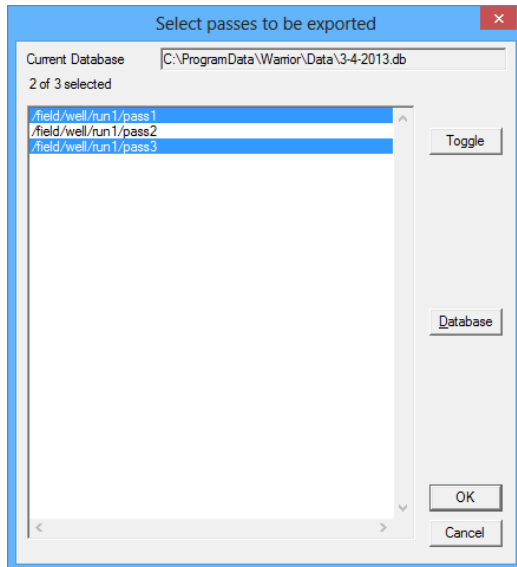 Select passes to be exported
Current Database C:\ProgramData\Warrior\Data\3-4-2013.db
2 of 3 selected
/field/well/run1/pass1
/field/well/run1/pass2
/field/well/run1/pass3
Toggle
Database
OK
Cancel